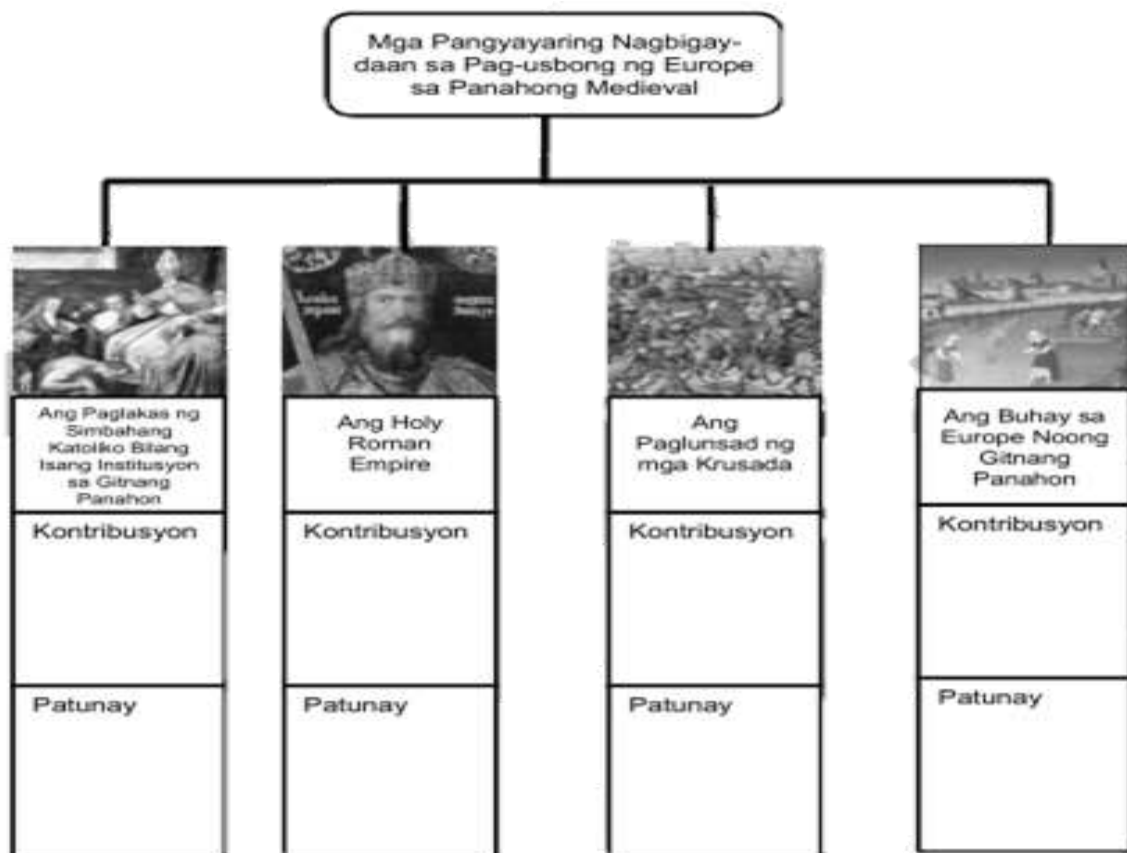 Mga Pangyayaring Nagbigay-
daan sa Pag-usbong ng Europe
sa Panahong Medieval
Ang Paglakas ng
Simbahang
Katoliko Bilang
Isang Institusyon
sa Gitnang
Panahon
Kontribusyon
Patunay
Ang Holy
Roman
Empire
Kontribusyon
Patunay
Ang
Paglunsad ng
mga Krusada
Kontribusyon
Patunay
Ang Buhay sa
Europe Noong
Gitnang
Panahon
Kontribusyon
Patunay